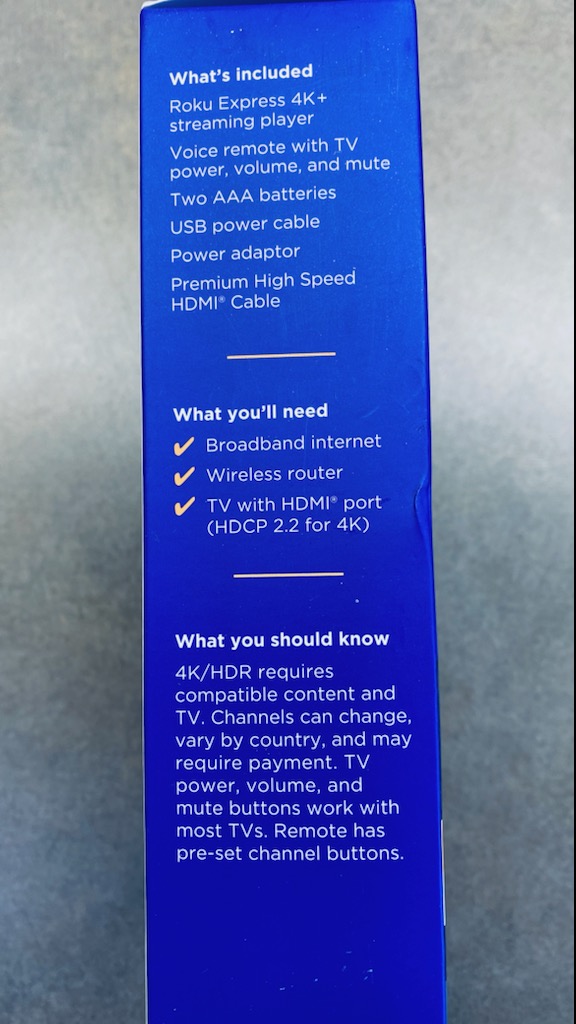 What's included
Roku Express 4K+
streaming player
Voice remote with TV
power, volume, and mute
Two AAA batteries
USB power cable
Power adaptor
Premium High Speed
HDMI® Cable
What you'll need
✔ Broadband internet
✔ Wireless router
✔ TV with HDMI® port
(HDCP 2.2 for 4K)
What you should know
4K/HDR requires
compatible content and
TV. Channels can change,
vary by country, and may
require payment. TV
power, volume, and
mute buttons work with
most TVs. Remote has
pre-set channel buttons.